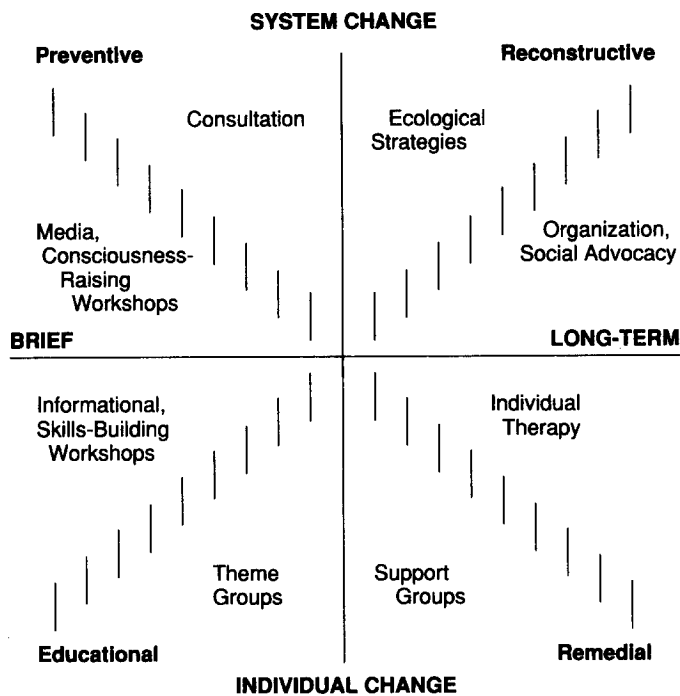 SYSTEM CHANGE
Preventive
Reconstructive
Consultation
Ecological
Strategies
Media,
Consciousness-
Raising
Workshops
Organization,
Social Advocacy
BRIEF
LONG-TERM
Informational,
Skills-Building
Workshops
Individual
Therapy
Theme
Groups
Support
Groups
Educational
Remedial
INDIVIDUAL CHANGE